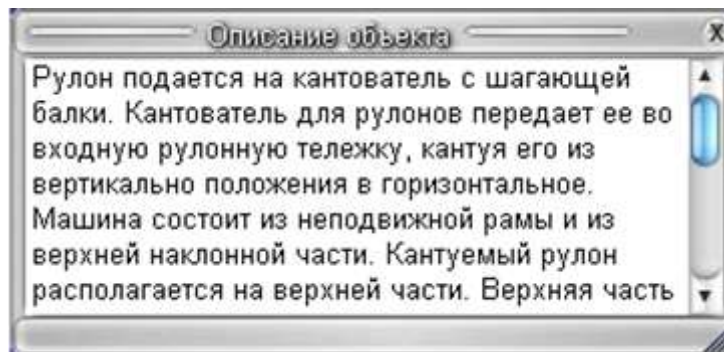 Описание объекта
X
Рулон подается на кантователь с шагающей
балки. Кантователь для рулонов передает ее во
входную рулонную тележку, кантуя его из
вертикально положения в горизонтальное.
Машина состоит из неподвижной рамы и из
верхней наклонной части. Кантуемый рулон
располагается на верхней части. Верхняя часть